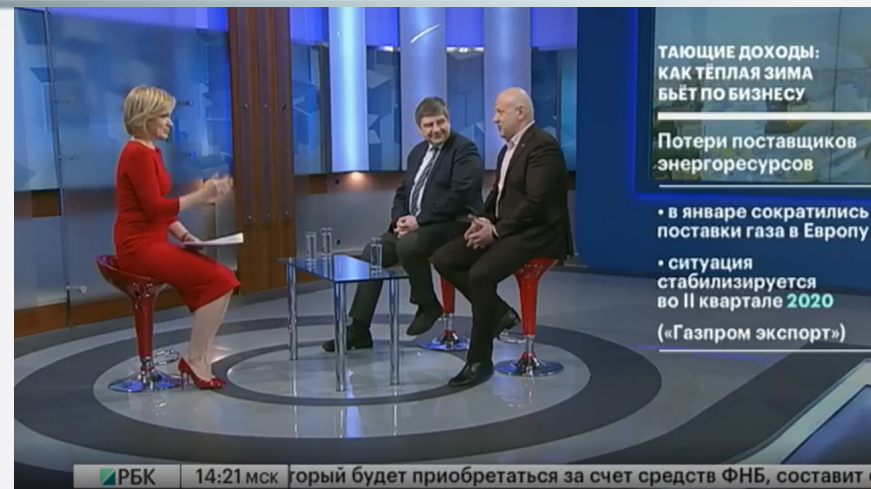 ТАЮЩИЕ ДОХОДЫ:
КАК ТЁПЛАЯ ЗИМА
БЬЁТ ПО БИЗНЕСУ
Потери поставщиков
энергоресурсов
• в январе сократились
поставки газа в Европу
• ситуация
стабилизируется
во II квартале 2020
(«Газпром экспорт»)
РБК 14:21 МСК торый будет приобретаться за счет средств ФНБ, составит